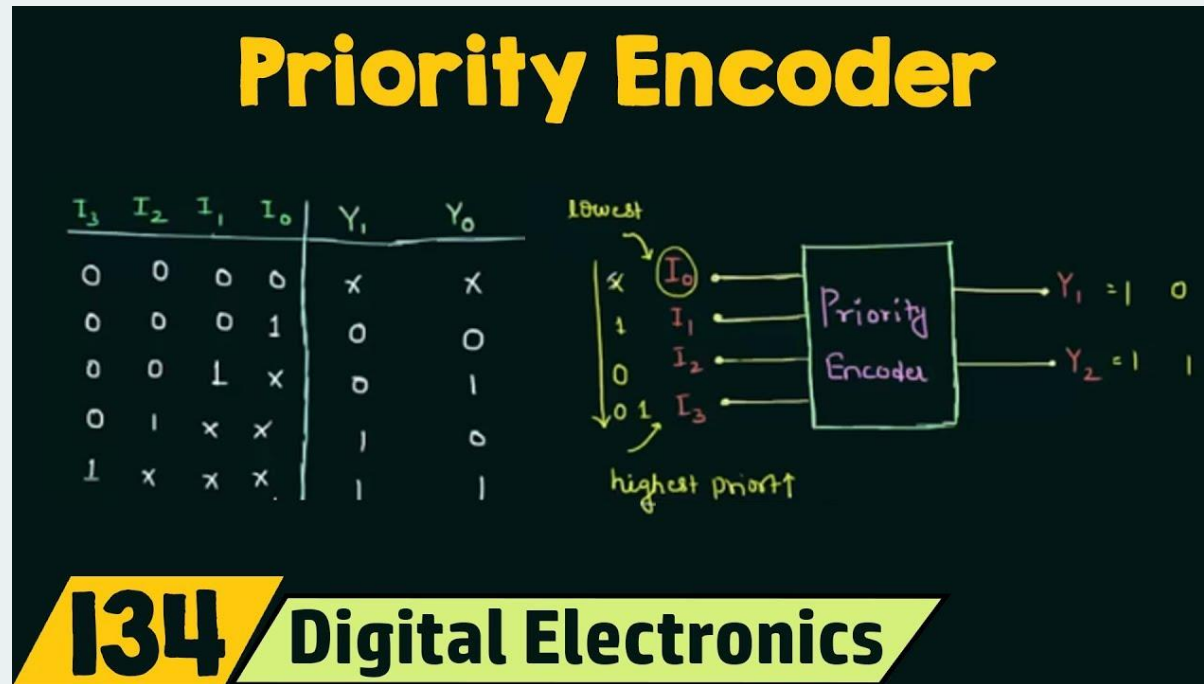 Priority Encoder
I₃ I₂ I₁ I₀ Y₁ Y₀
0 0 0 0 x x
0 0 0 1 0 0
0 0 1 x 0 1
0 1 x x 1 0
1 x x x 1 1
lowest
x I₀
1 I₁
0 I₂
0 1 I₃
highest
Priority
Encoder
Y₁ = 1 0
Y₂ = 1 1
134 Digital Electronics